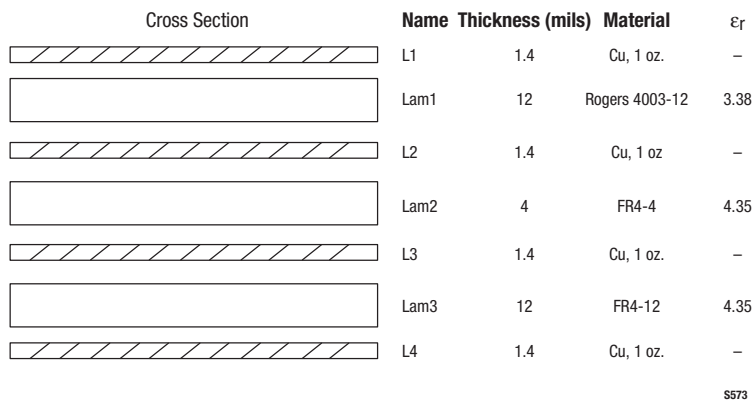 Cross Section Name Thickness (mils) Material εr
L1 1.4 Cu, 1 oz. –
Lam1 12 Rogers 4003-12 3.38
L2 1.4 Cu, 1 oz –
Lam2 4 FR4-4 4.35
L3 1.4 Cu, 1 oz. –
Lam3 12 FR4-12 4.35
L4 1.4 Cu, 1 oz. –
S573